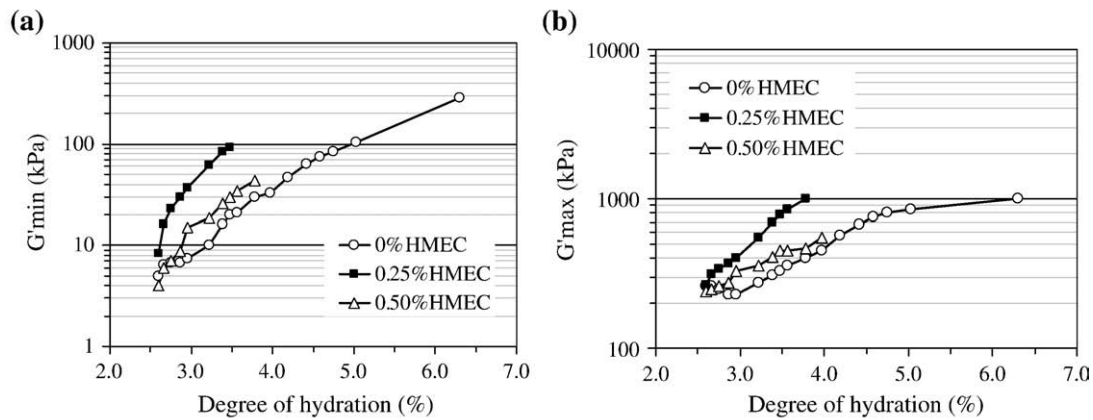 (a)
1000
100
10
1
G'min (kPa)
0%HMEC
0.25%HMEC
0.50%HMEC
2.0 3.0 4.0 5.0 6.0 7.0
Degree of hydration (%)
(b)
10000
1000
100
G'max (kPa)
0%HMEC
0.25%HMEC
0.50%HMEC
2.0 3.0 4.0 5.0 6.0 7.0
Degree of hydration (%)